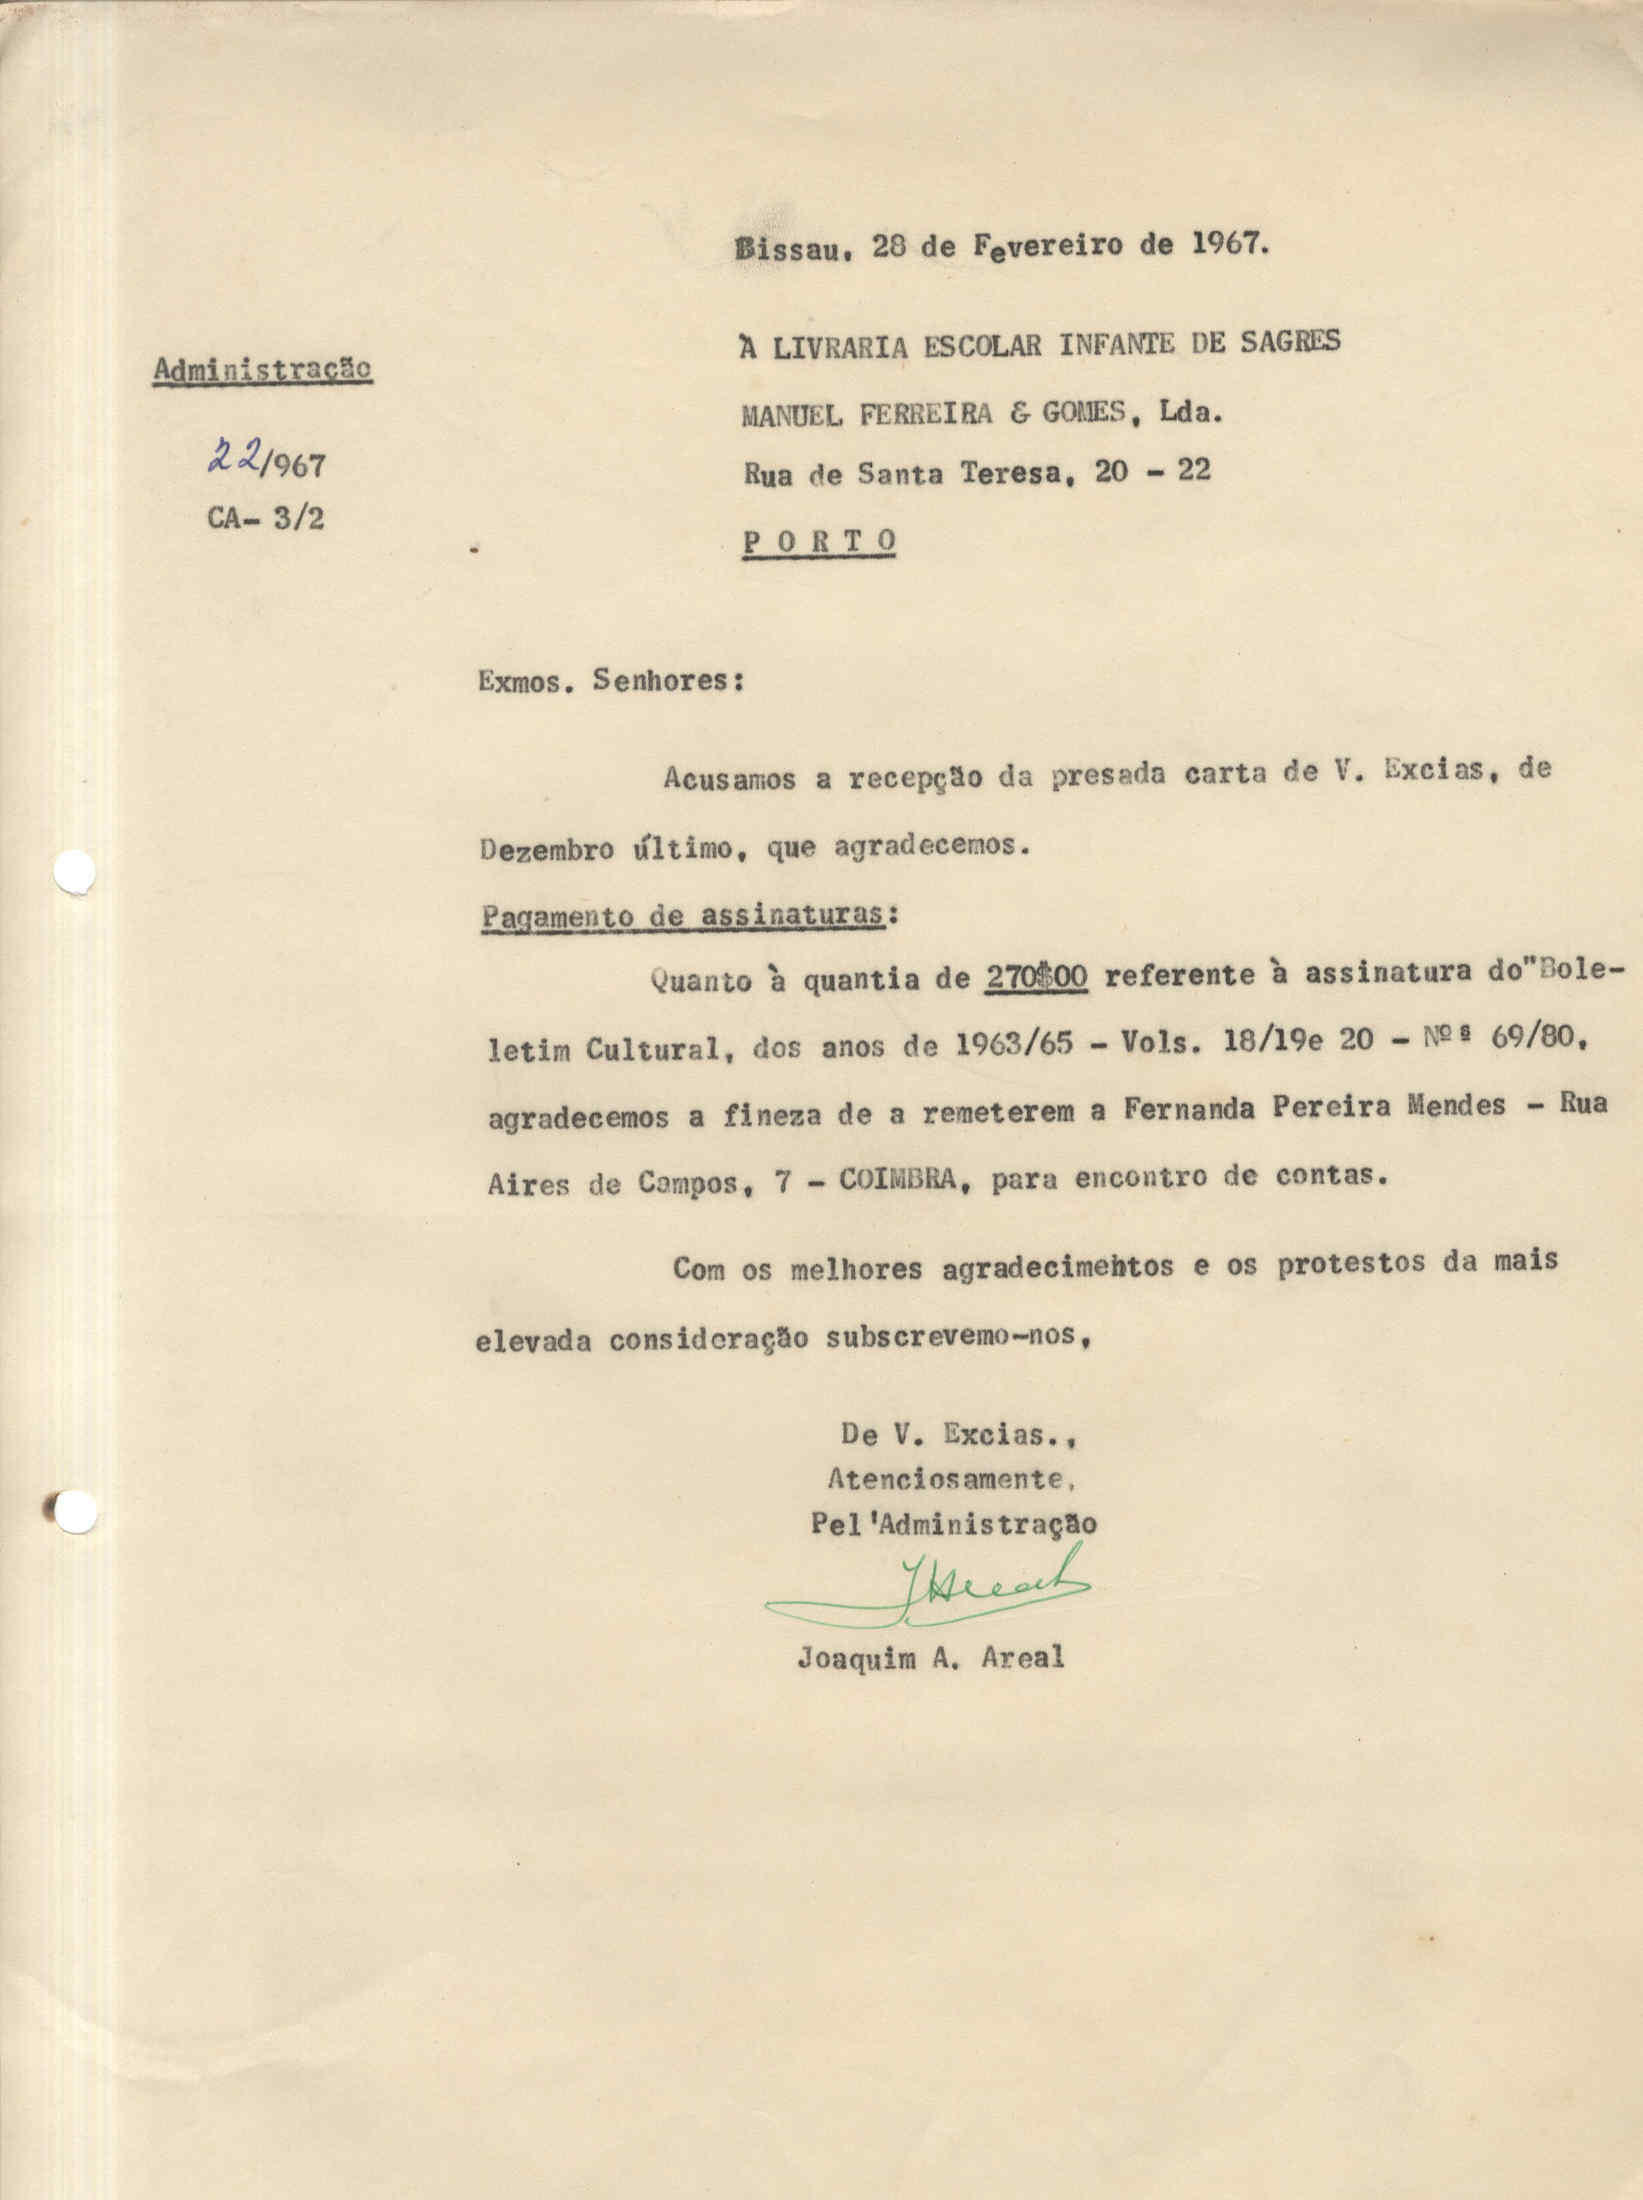 Bissau, 28 de Fevereiro de 1967.
Administração
22/967
CA- 3/2
À LIVRARIA ESCOLAR INFANTE DE SAGRES
MANUEL FERREIRA & GOMES, Lda.
Rua de Santa Teresa, 20 - 22
P O R T O
Exmos. Senhores:
Acusamos a recepção da presada carta de V. Excias, de
Dezembro último, que agradecemos.
Pagamento de assinaturas:
Quanto à quantia de 270$00 referente à assinatura do"Bole-
letim Cultural, dos anos de 1963/65 - Vols. 18/19e 20 - Nºs 69/80,
agradecemos a fineza de a remeterem a Fernanda Pereira Mendes - Rua
Aires de Campos, 7 - COIMBRA, para encontro de contas.
Com os melhores agradecimentos e os protestos da mais
elevada consideração subscrevemo-nos,
De V. Excias.,
Atenciosamente,
Pel'Administração
JAreal
Joaquim A. Areal